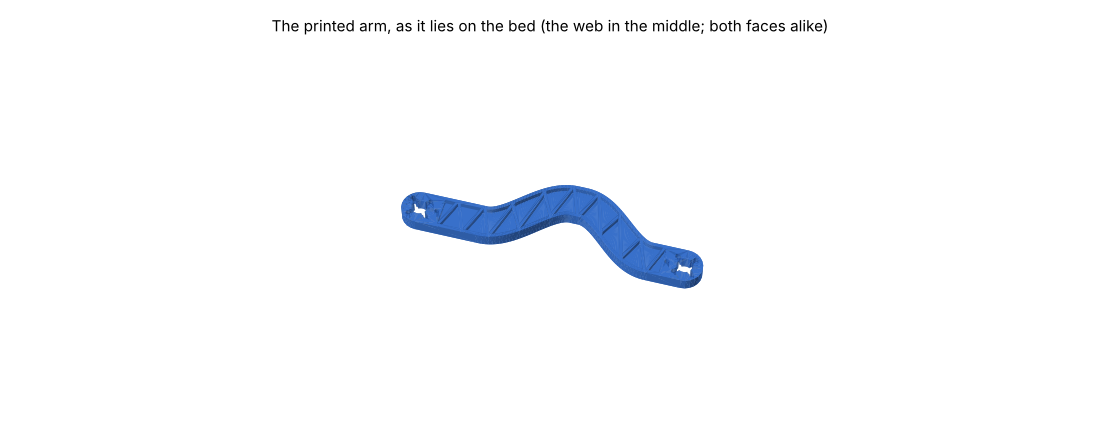 The printed arm, as it lies on the bed (the web in the middle; both faces alike)